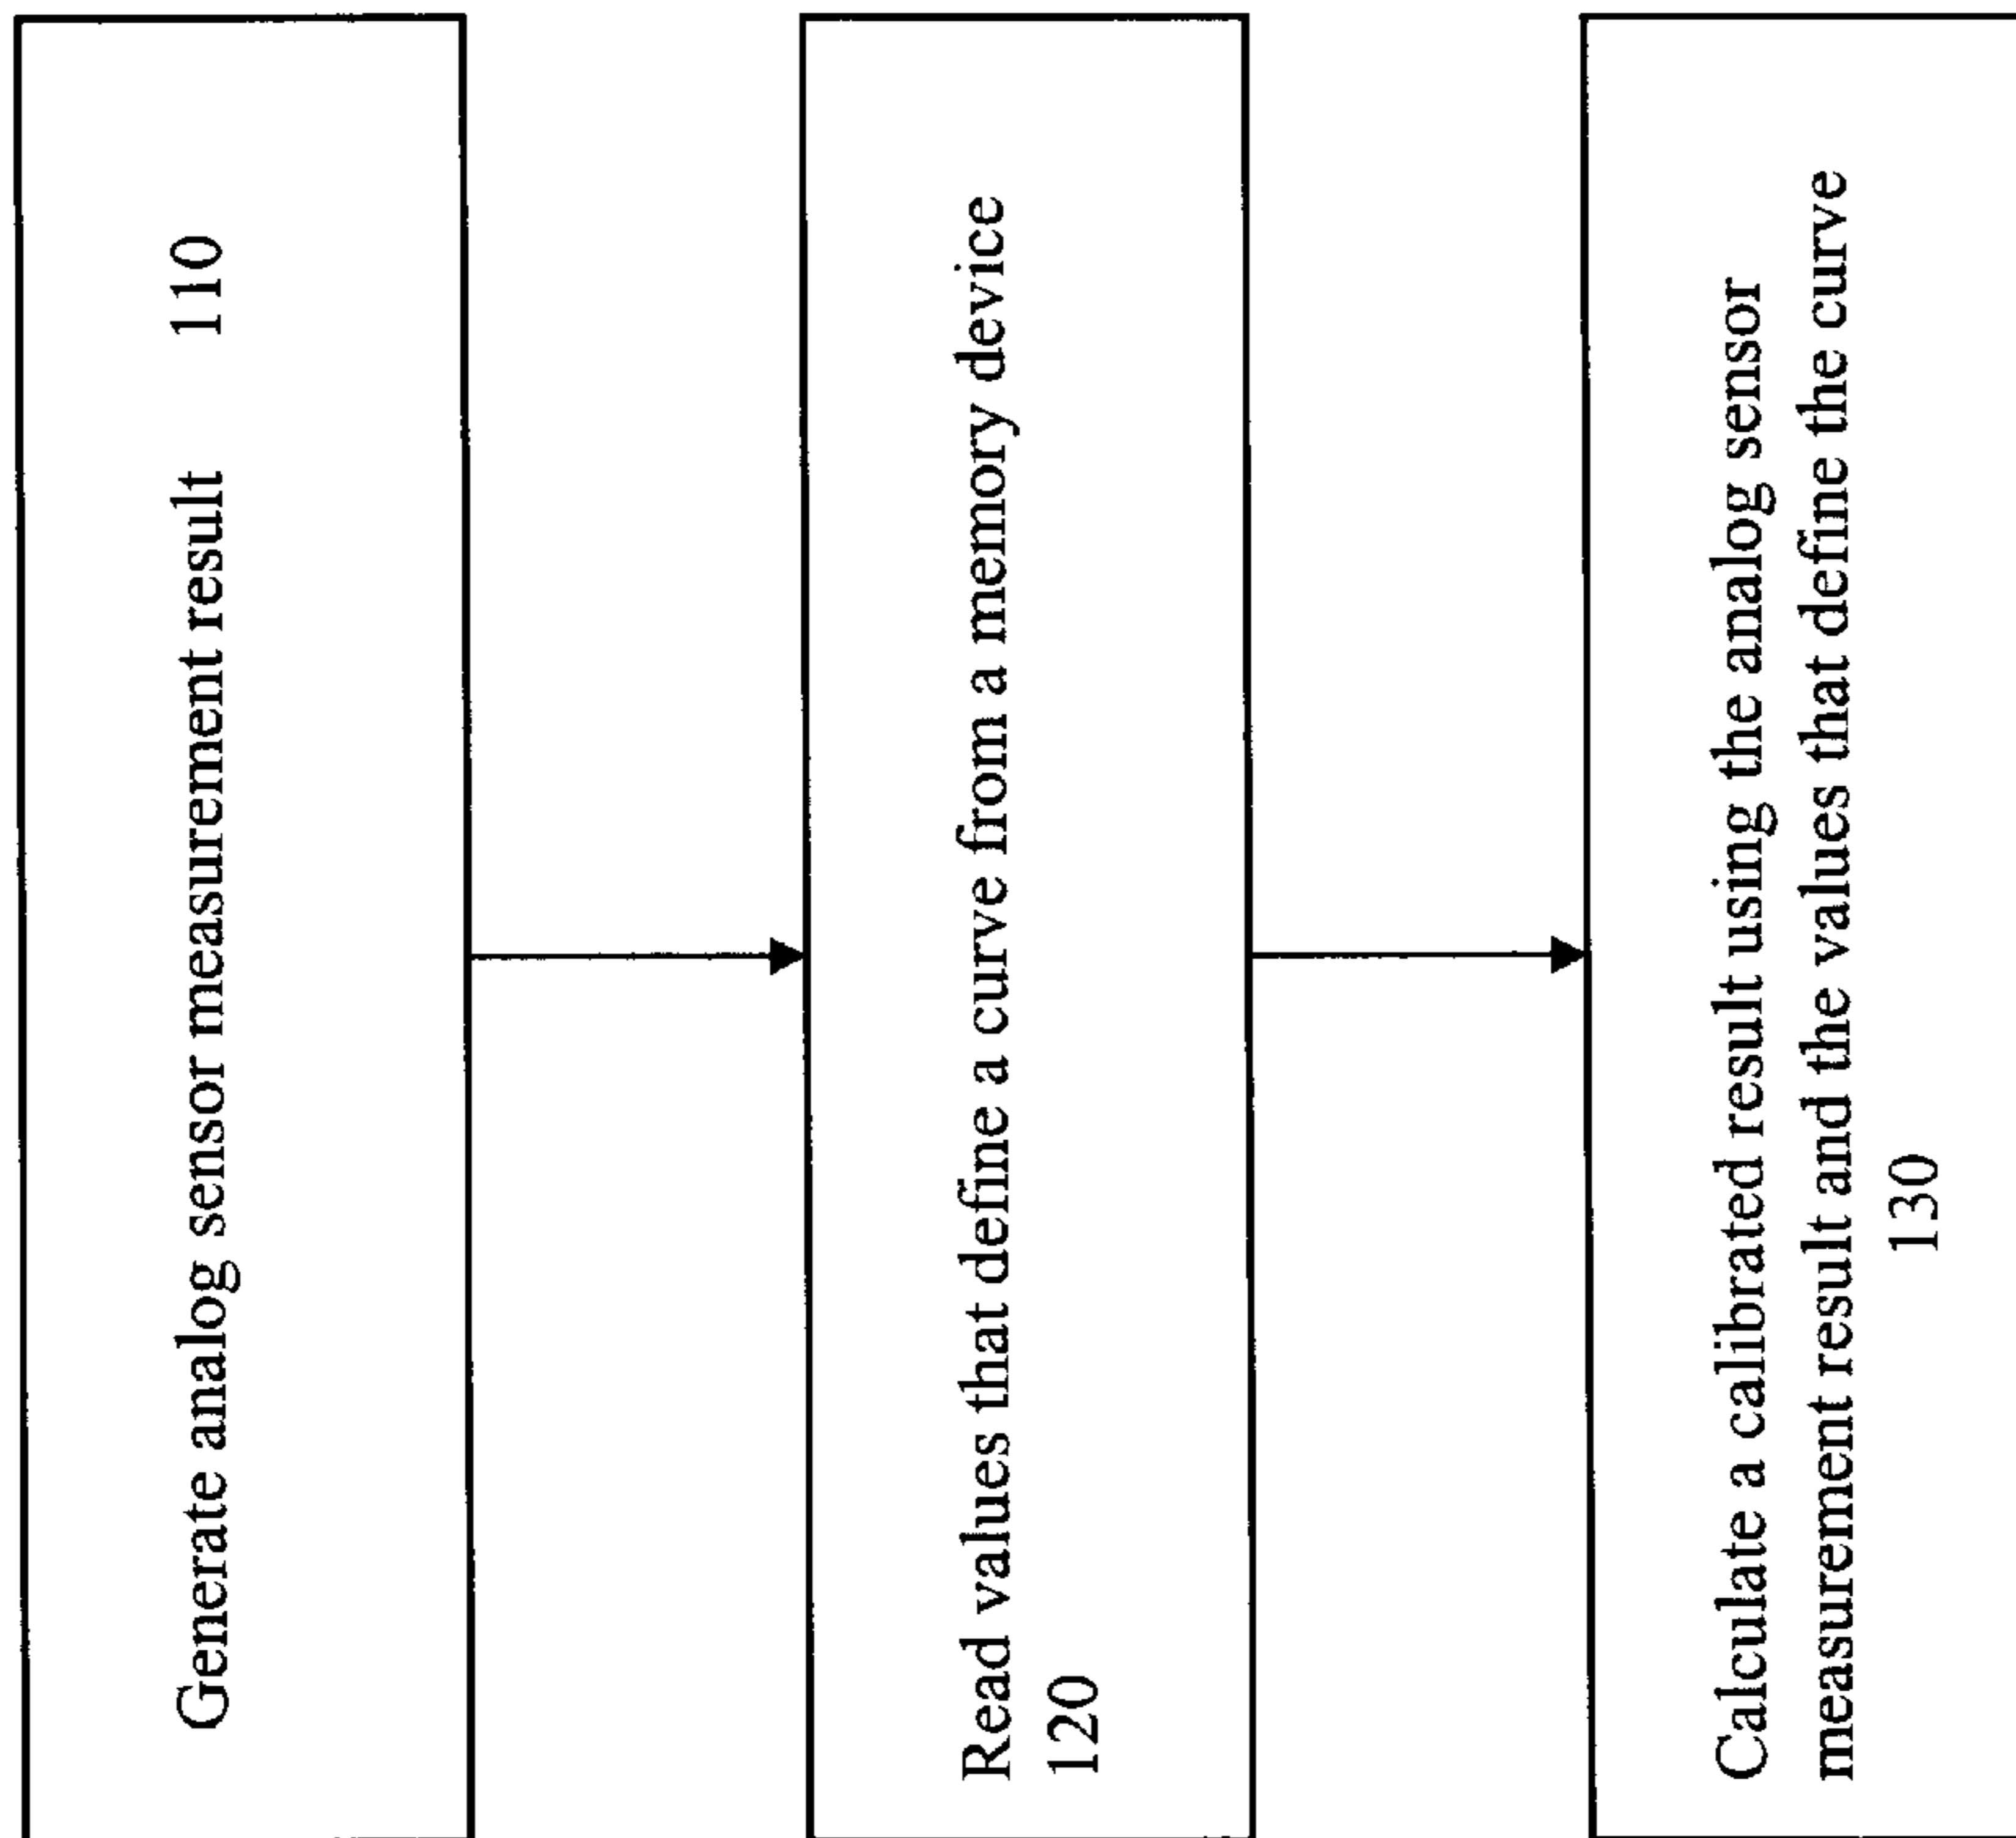 Generate analog sensor measurement result 110
Read values that define a curve from a memory device
120
Calculate a calibrated result using the analog sensor
measurement result and the values that define the curve
130